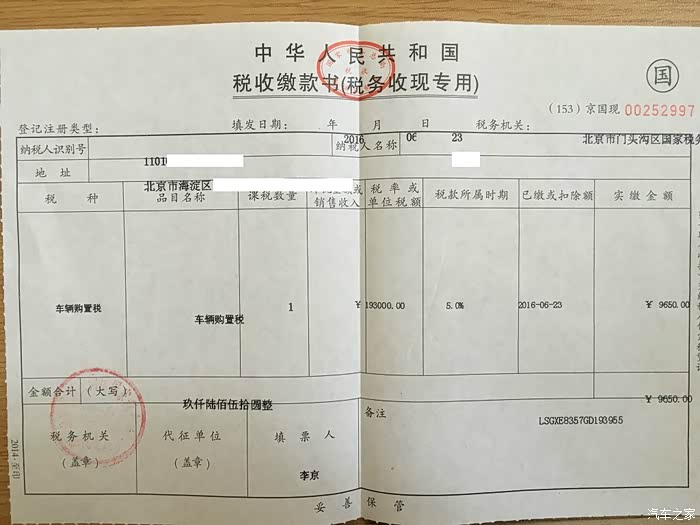 中华人民共和国
税收缴款书(税务收现专用)
国
(153) 京国现 00252997
登记注册类型: 填发日期: 年 月 日 税务机关:
2016 06 23 北京市门头沟区国家税务
纳税人识别号 纳税人名称
11010
地址
北京市海淀区
税种 品目名称 课税数量 计税金额或销售收入 税率或单位税额 税款所属时期 已缴或扣除额 实缴金额
车辆购置税 车辆购置税 1 ¥ 193000.00 5.0% 2016-06-23 ¥ 9650.00
金额合计 (大写) ¥ 9650.00
玖仟陆佰伍拾圆整
税务机关 代征单位 填票人 备注
LSGXE8357GD193955
(盖章) (盖章) 李京
妥善保管
汽车之家